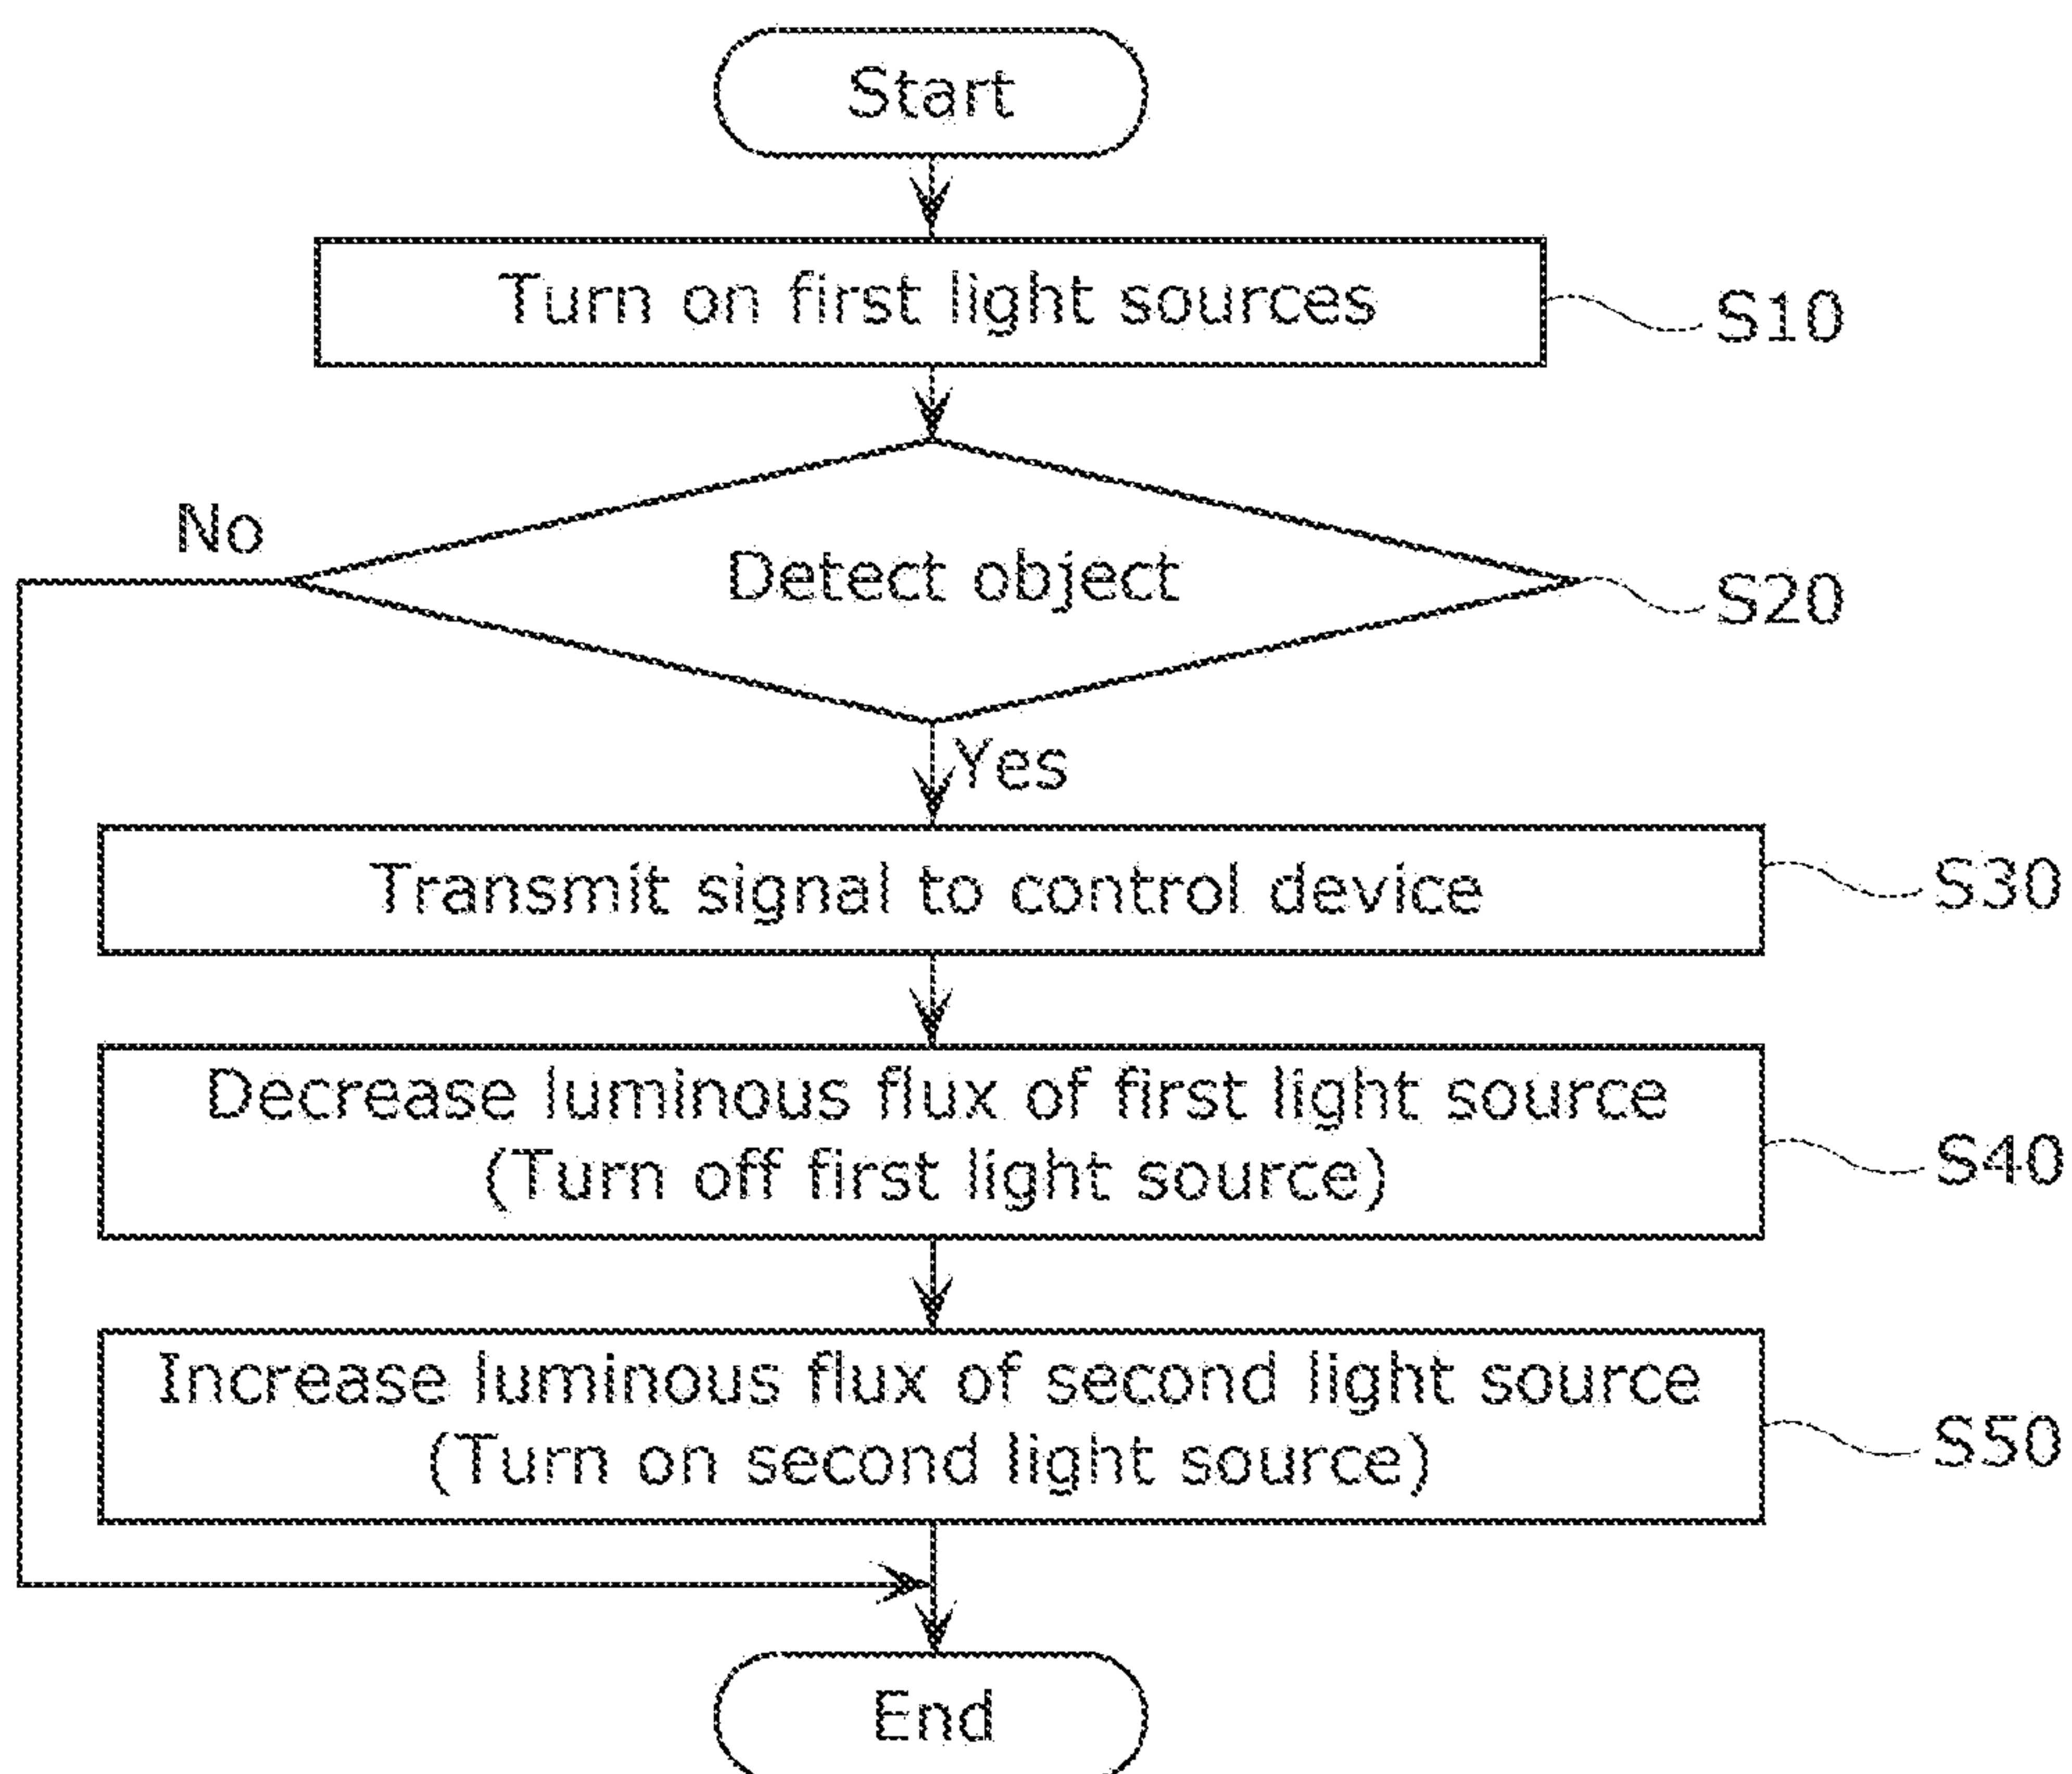 Start
Turn on first light sources
S10
No
Detect object
S20
Yes
Transmit signal to control device
S30
Decrease luminous flux of first light source
(Turn off first light source)
S40
Increase luminous flux of second light source
(Turn on second light source)
S50
End